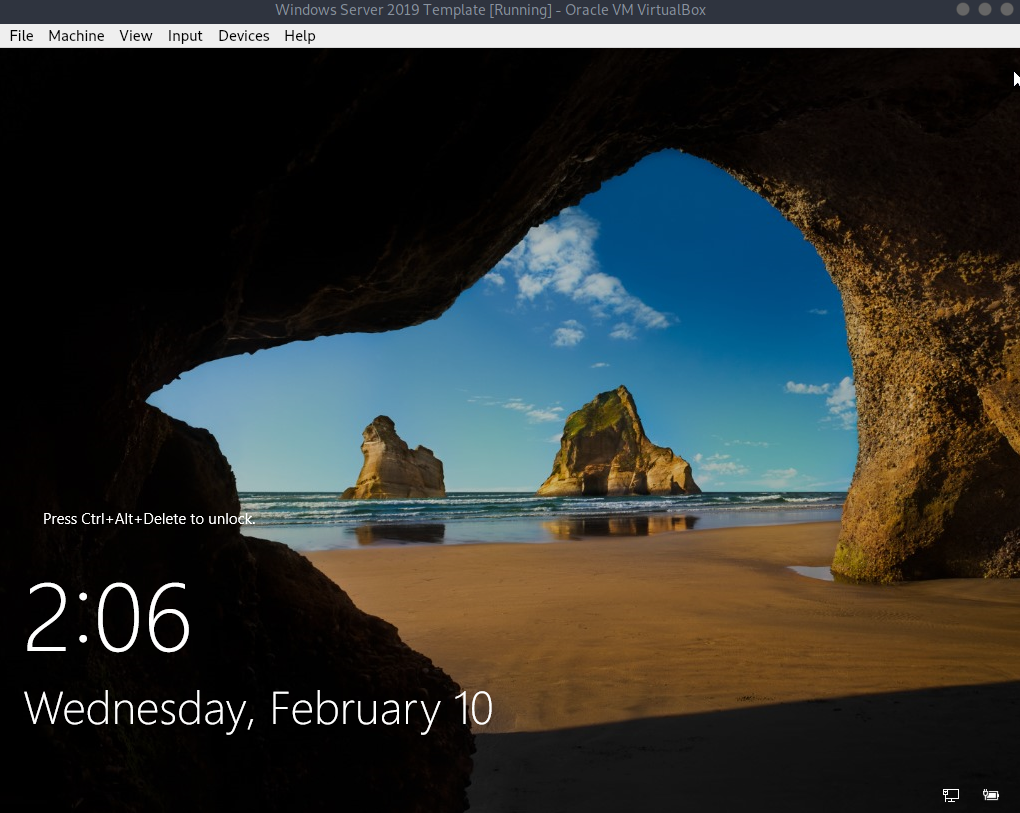 Windows Server 2019 Template [Running] - Oracle VM VirtualBox
File Machine View Input Devices Help
Press Ctrl+Alt+Delete to unlock.
2:06
Wednesday, February 10